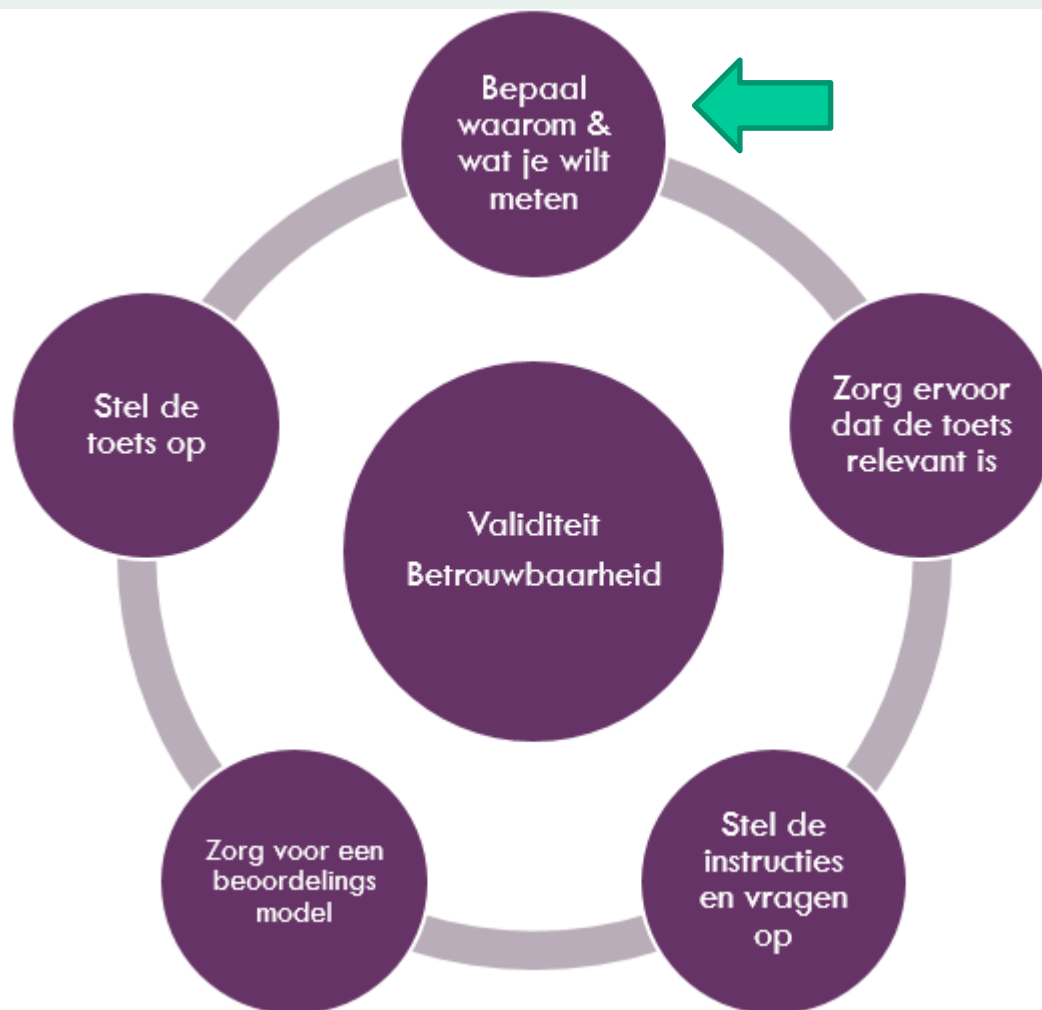 Bepaal
waarom &
wat je wilt
meten
Zorg ervoor
dat de toets
relevant is
Stel de
instructies
en vragen
op
Zorg voor een
beoordelings
model
Stel de
toets op
Validiteit
Betrouwbaarheid